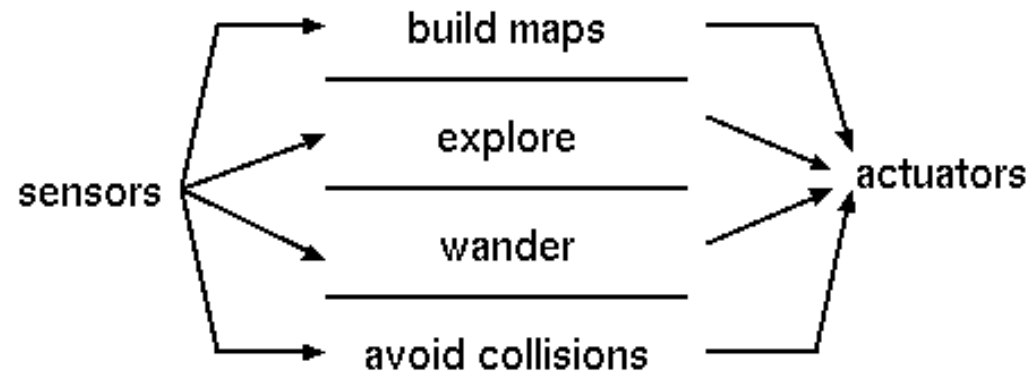 build maps
explore
sensors
actuators
wander
avoid collisions